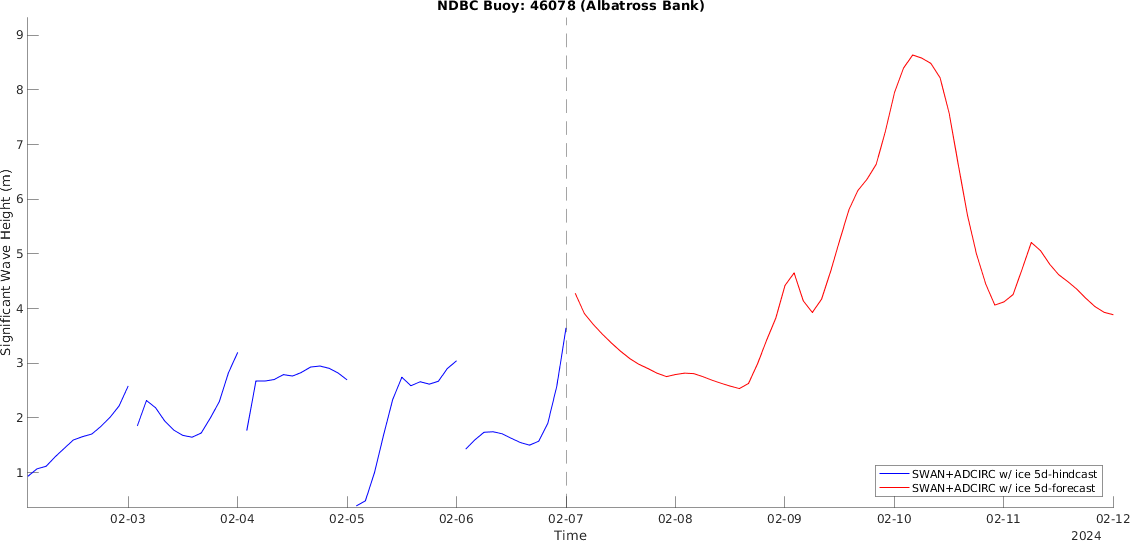 NDBC Buoy: 46078 (Albatross Bank)
Significant Wave Height (m)
9
8
7
6
5
4
3
2
1
SWAN+ADCIRC w/ ice 5d-hindcast
SWAN+ADCIRC w/ ice 5d-forecast
02-03 02-04 02-05 02-06 02-07 02-08 02-09 02-10 02-11 02-12
Time
2024